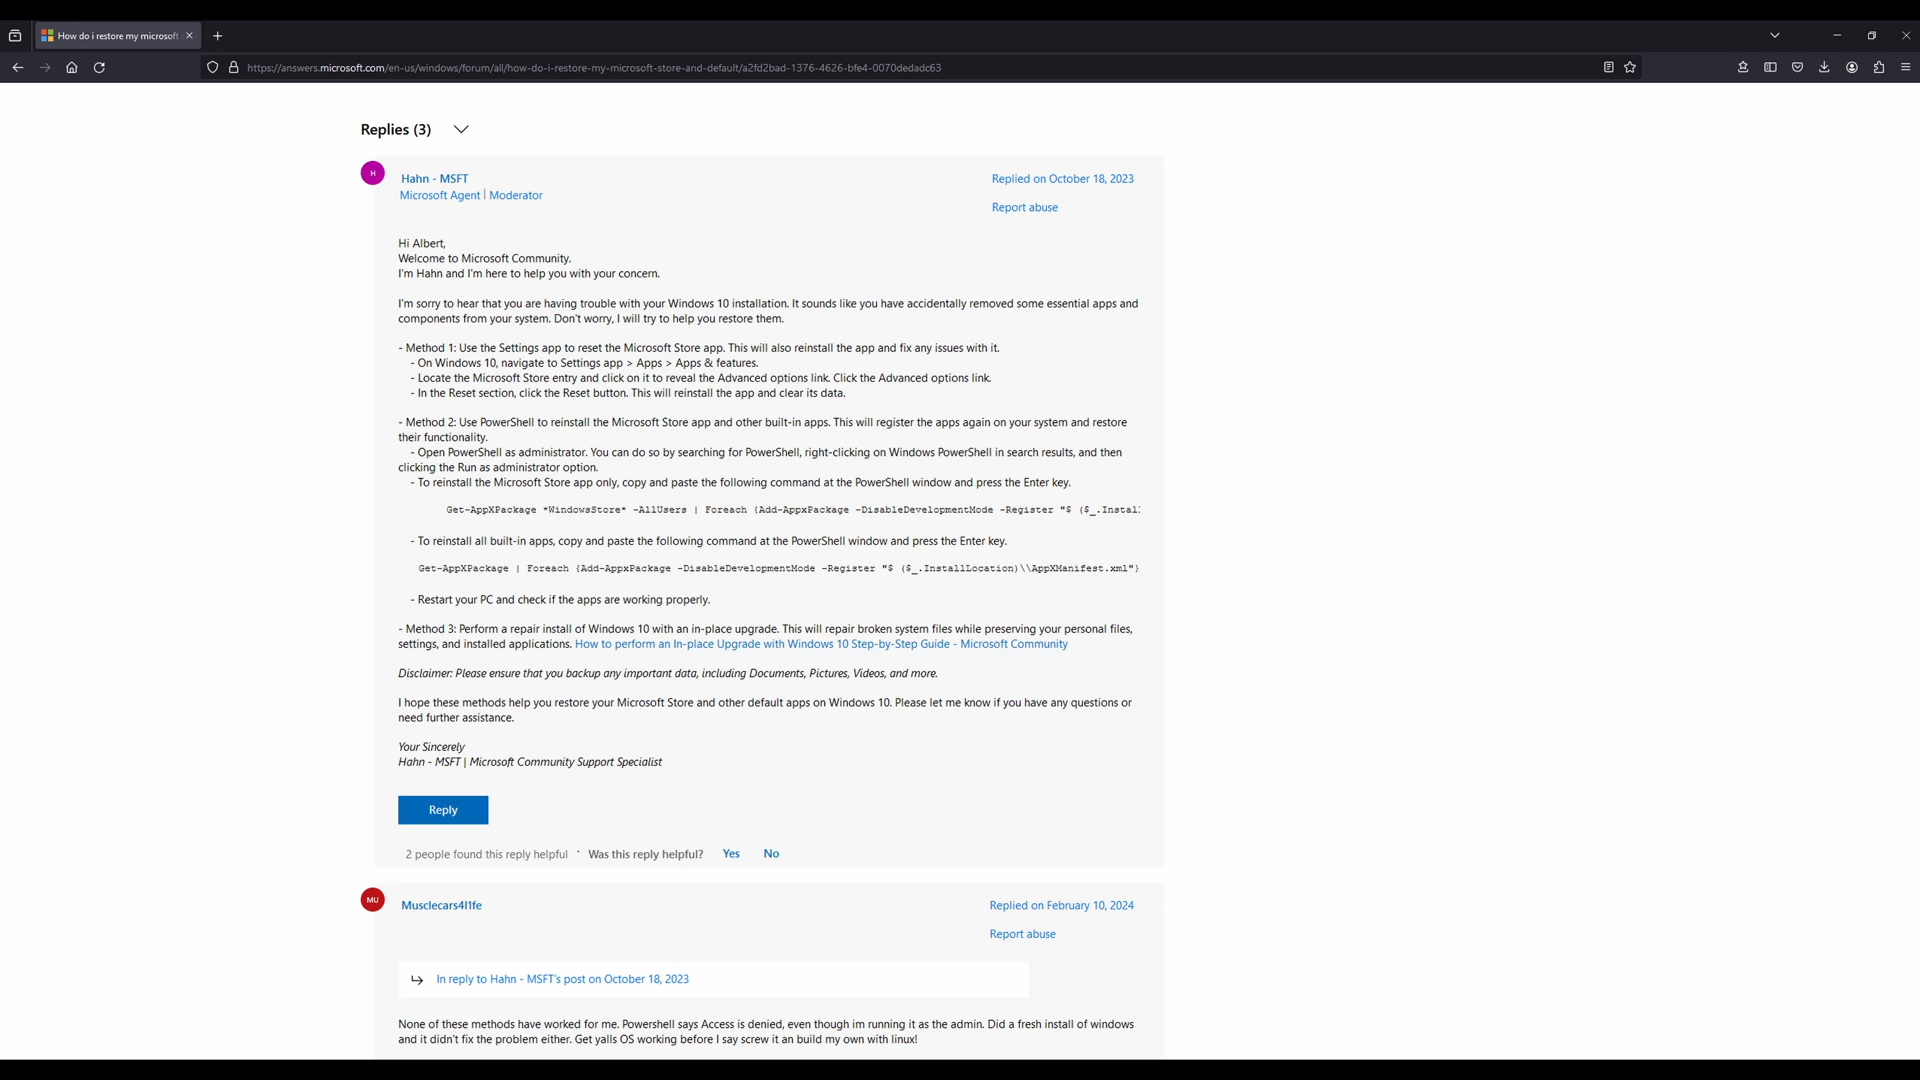 How do i restore my microsoft
https://answers.microsoft.com/en-us/windows/forum/all/how-do-i-restore-my-microsoft-store-and-default/a2fd2bad-1376-4626-bfe4-0070dedadc63
Replies (3)
H
Hahn - MSFT
Replied on October 18, 2023
Microsoft Agent | Moderator
Report abuse
Hi Albert,
Welcome to Microsoft Community.
I'm Hahn and I'm here to help you with your concern.
I'm sorry to hear that you are having trouble with your Windows 10 installation. It sounds like you have accidentally removed some essential apps and
components from your system. Don't worry, I will try to help you restore them.
- Method 1: Use the Settings app to reset the Microsoft Store app. This will also reinstall the app and fix any issues with it.
- On Windows 10, navigate to Settings app > Apps > Apps & features.
- Locate the Microsoft Store entry and click on it to reveal the Advanced options link. Click the Advanced options link.
- In the Reset section, click the Reset button. This will reinstall the app and clear its data.
- Method 2: Use PowerShell to reinstall the Microsoft Store app and other built-in apps. This will register the apps again on your system and restore
their functionality.
- Open PowerShell as administrator. You can do so by searching for PowerShell, right-clicking on Windows PowerShell in search results, and then
clicking the Run as administrator option.
- To reinstall the Microsoft Store app only, copy and paste the following command at the PowerShell window and press the Enter key.
Get-AppXPackage *WindowsStore* -AllUsers | Foreach {Add-AppxPackage -DisableDevelopmentMode -Register "$ ($_.Instal
- To reinstall all built-in apps, copy and paste the following command at the PowerShell window and press the Enter key.
Get-AppXPackage | Foreach {Add-AppxPackage -DisableDevelopmentMode -Register "$ ($_.InstallLocation)\\AppXManifest.xml"}
- Restart your PC and check if the apps are working properly.
- Method 3: Perform a repair install of Windows 10 with an in-place upgrade. This will repair broken system files while preserving your personal files,
settings, and installed applications. How to perform an In-place Upgrade with Windows 10 Step-by-Step Guide - Microsoft Community
Disclaimer: Please ensure that you backup any important data, including Documents, Pictures, Videos, and more.
I hope these methods help you restore your Microsoft Store and other default apps on Windows 10. Please let me know if you have any questions or
need further assistance.
Your Sincerely
Hahn - MSFT | Microsoft Community Support Specialist
Reply
2 people found this reply helpful · Was this reply helpful? Yes No
MU
Musclecars4l1fe
Replied on February 10, 2024
Report abuse
In reply to Hahn - MSFT's post on October 18, 2023
None of these methods have worked for me. Powershell says Access is denied, even though im running it as the admin. Did a fresh install of windows
and it didn't fix the problem either. Get yalls OS working before I say screw it an build my own with linux!